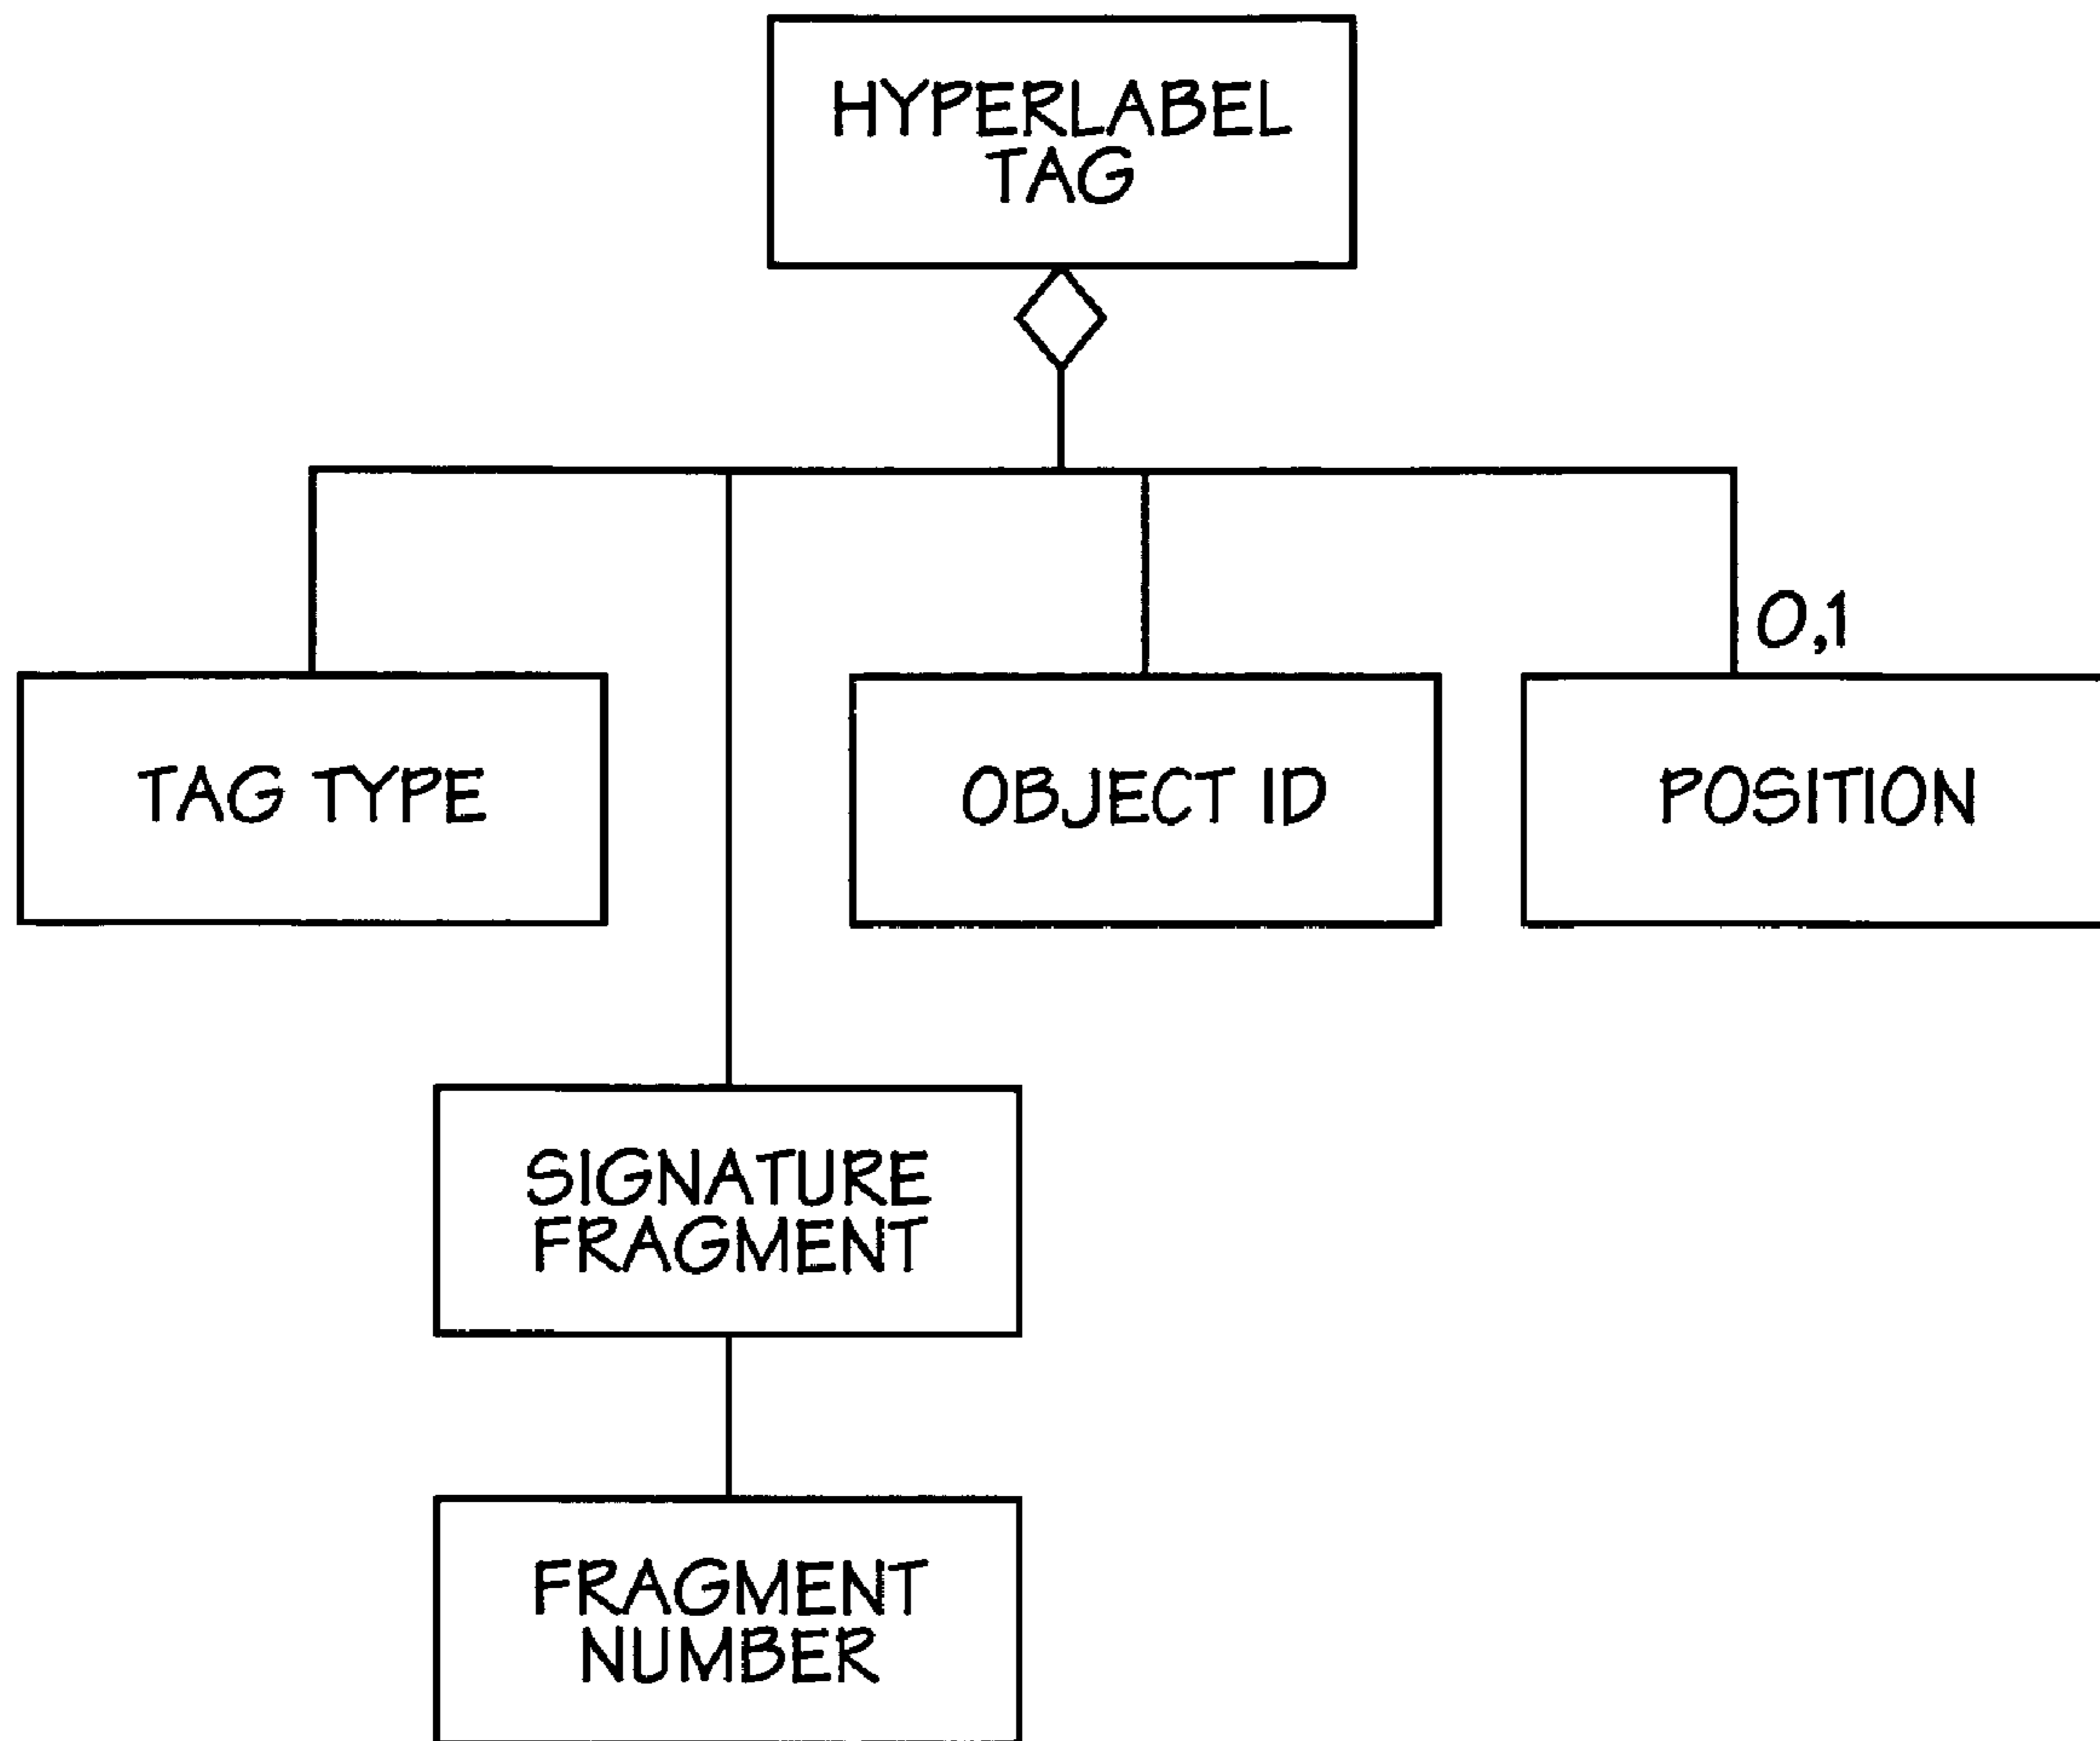 HYPERLABEL
TAG
0,1
TAG TYPE
OBJECT ID
POSITION
SIGNATURE
FRAGMENT
FRAGMENT
NUMBER